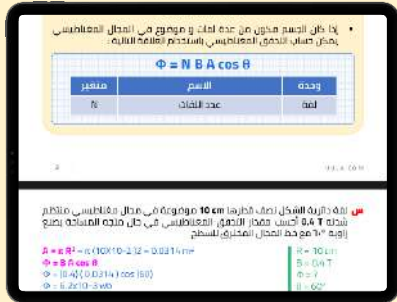 إذا كان الجسم مكون من عدة لفات و موضوع في المجال المغناطيسي
يمكن حساب التدفق المغناطيسي باستخدام العلاقة التالية :
Φ = N B A cos θ
متغير الاسم وحدة
N عدد اللفات لفة
س لفة دائرية الشكل نصف قطرها 10 cm موضوعة في مجال مغناطيسي منتظم
شدته 0.4 T أحسب مقدار التدفق المغناطيسي في حال متجه المساحة يصنع
زاوية ٦٠° مع خط المجال المخترق للسطح
R = 10 cm
B = 0.4 T
Φ = ?
θ = 60°
Φ = B A cos θ
Φ = (0.4) ( 0.0314 ) cos (60)